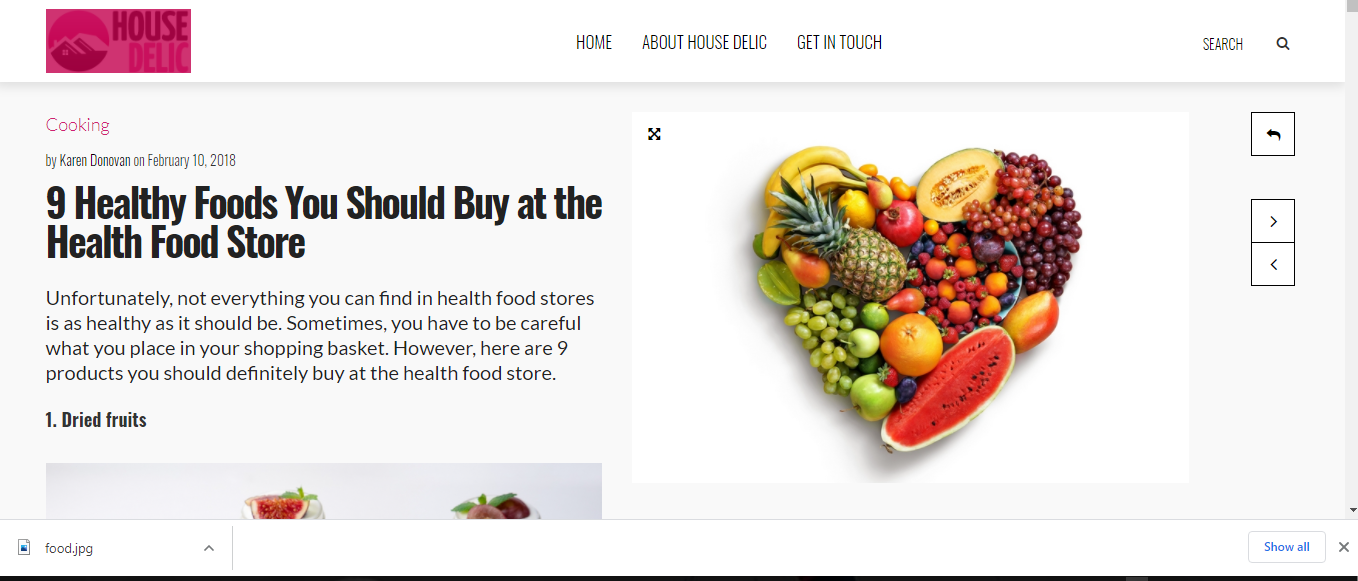 HOUSE
DELIC
HOME
ABOUT HOUSE DELIC
GET IN TOUCH
SEARCH
Cooking
by Karen Donovan on February 10, 2018
9 Healthy Foods You Should Buy at the
Health Food Store
Unfortunately, not everything you can find in health food stores
is as healthy as it should be. Sometimes, you have to be careful
what you place in your shopping basket. However, here are 9
products you should definitely buy at the health food store.
1. Dried fruits
food.jpg
Show all